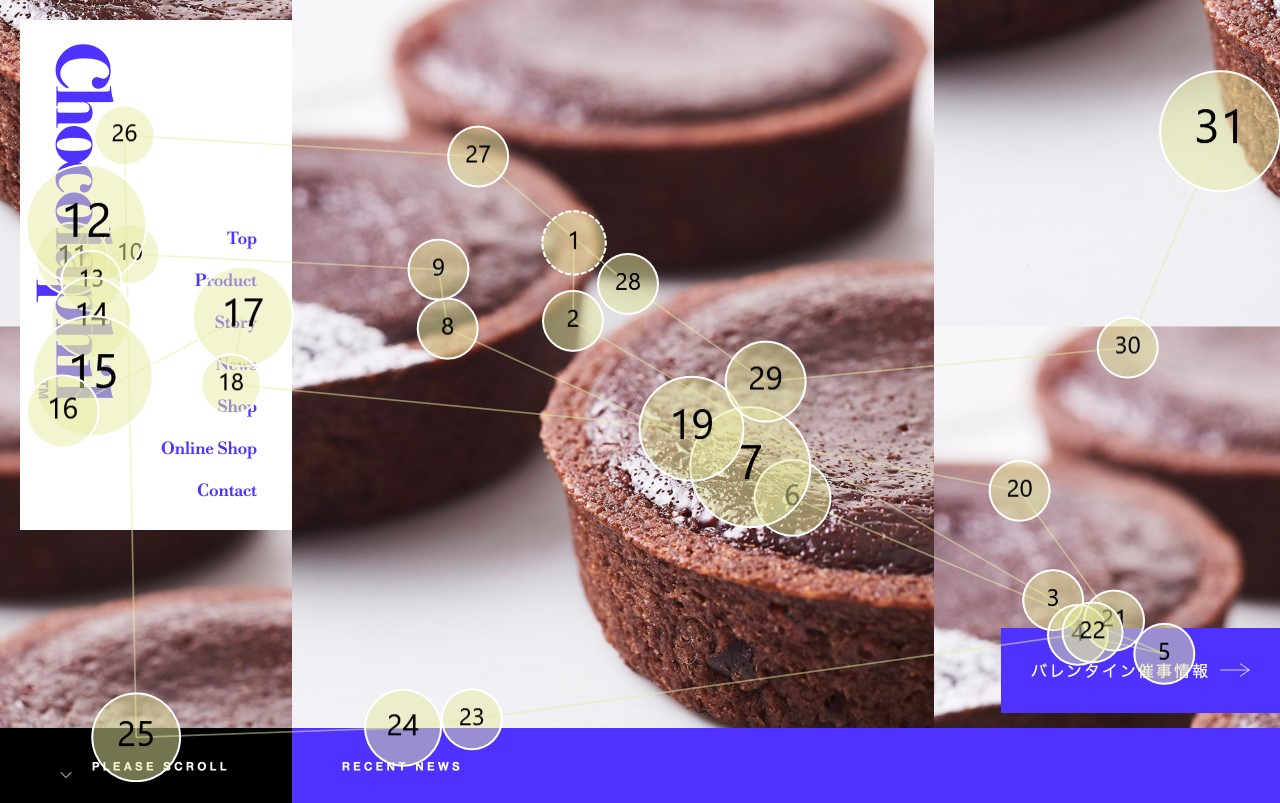 Chocolaphil™
Top
Product
Story
News
Shop
Online Shop
Contact
バレンタイン催事情報
PLEASE SCROLL
RECENT NEWS
1
2
3
4
5
6
7
8
9
10
11
12
13
14
15
16
17
18
19
20
21
22
23
24
25
26
27
28
29
30
31